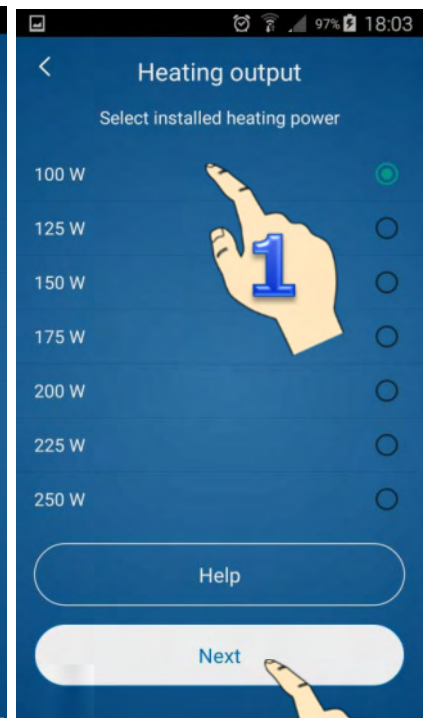 97% 18:03
Heating output
Select installed heating power
100 W
1
125 W
150 W
175 W
200 W
225 W
250 W
Help
Next